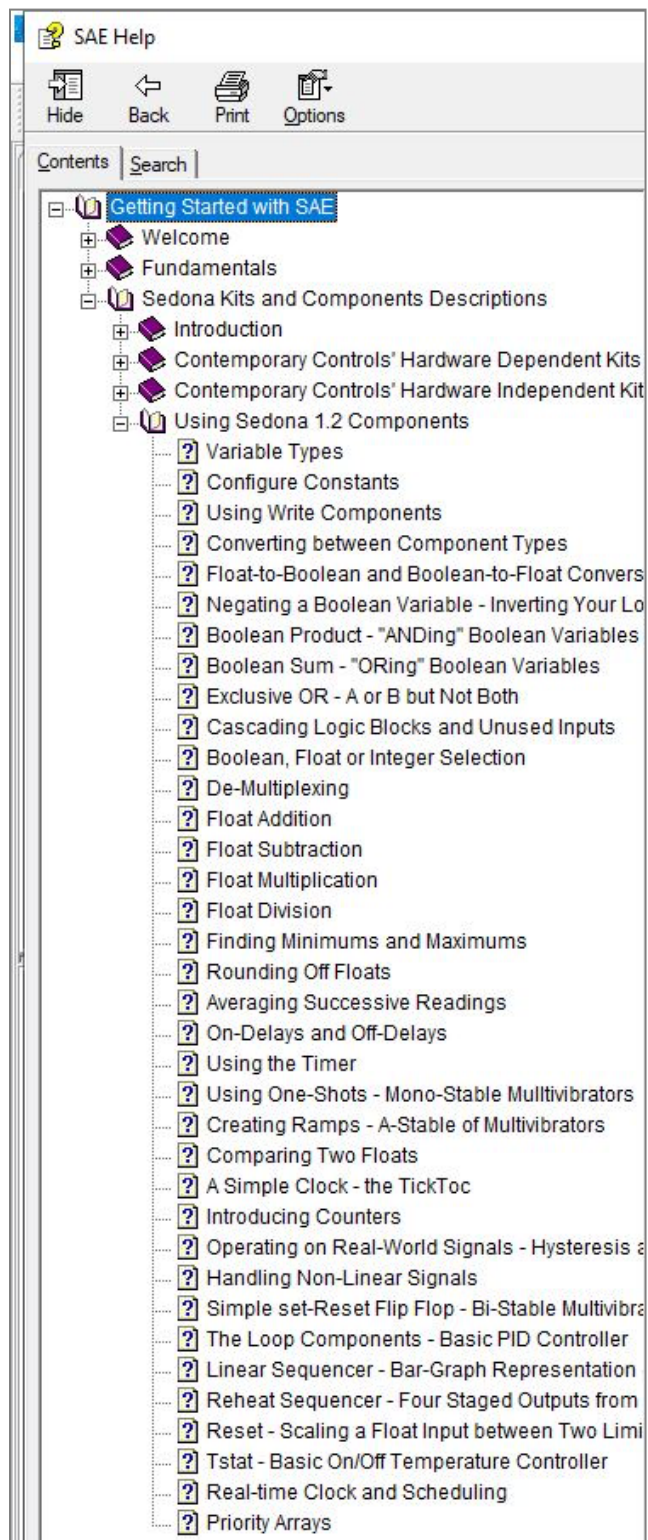 SAE Help
Hide Back Print Options
Contents Search
Getting Started with SAE
Welcome
Fundamentals
Sedona Kits and Components Descriptions
Introduction
Contemporary Controls' Hardware Dependent Kits
Contemporary Controls' Hardware Independent Kit
Using Sedona 1.2 Components
Variable Types
Configure Constants
Using Write Components
Converting between Component Types
Float-to-Boolean and Boolean-to-Float Convers
Negating a Boolean Variable - Inverting Your Lo
Boolean Product - "ANDing" Boolean Variables
Boolean Sum - "ORing" Boolean Variables
Exclusive OR - A or B but Not Both
Cascading Logic Blocks and Unused Inputs
Boolean, Float or Integer Selection
De-Multiplexing
Float Addition
Float Subtraction
Float Multiplication
Float Division
Finding Minimums and Maximums
Rounding Off Floats
Averaging Successive Readings
On-Delays and Off-Delays
Using the Timer
Using One-Shots - Mono-Stable Mulltivibrators
Creating Ramps - A-Stable of Multivibrators
Comparing Two Floats
A Simple Clock - the TickToc
Introducing Counters
Operating on Real-World Signals - Hysteresis a
Handling Non-Linear Signals
Simple set-Reset Flip Flop - Bi-Stable Multivibra
The Loop Components - Basic PID Controller
Linear Sequencer - Bar-Graph Representation
Reheat Sequencer - Four Staged Outputs from
Reset - Scaling a Float Input between Two Limi
Tstat - Basic On/Off Temperature Controller
Real-time Clock and Scheduling
Priority Arrays